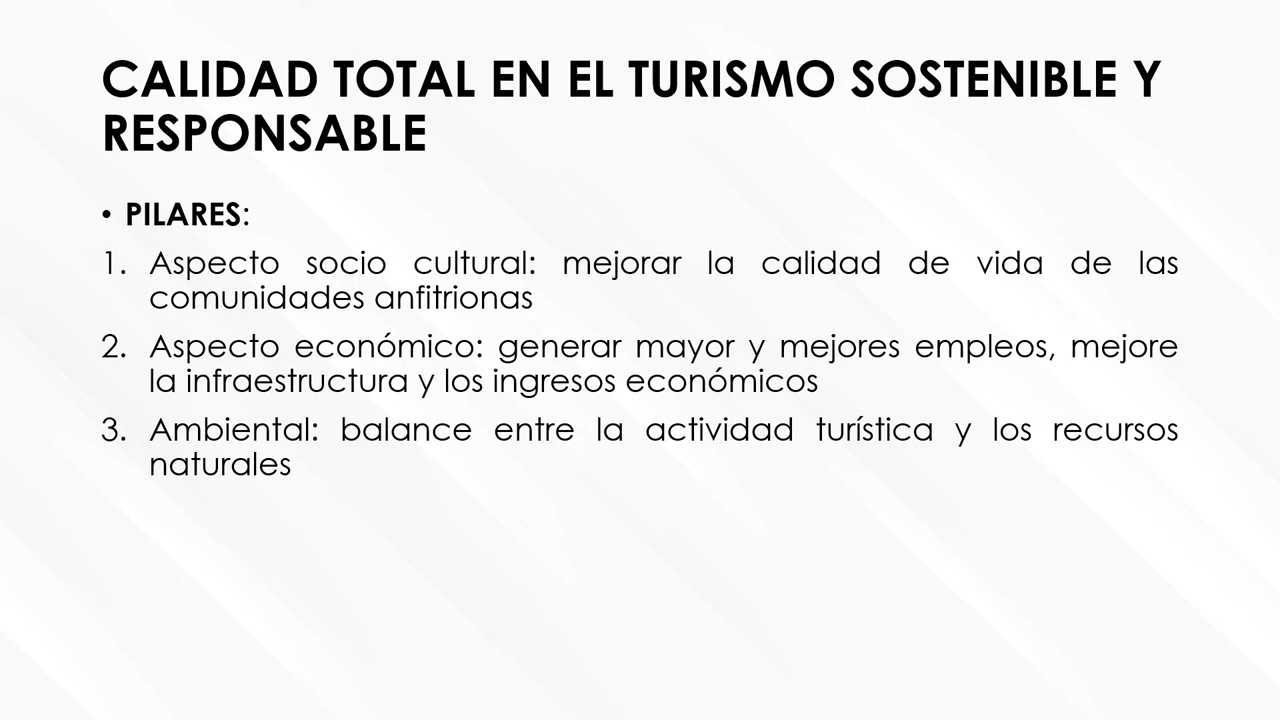 CALIDAD TOTAL EN EL TURISMO SOSTENIBLE Y
RESPONSABLE
• PILARES:
1. Aspecto socio cultural: mejorar la calidad de vida de las
comunidades anfitrionas
2. Aspecto económico: generar mayor y mejores empleos, mejore
la infraestructura y los ingresos económicos
3. Ambiental: balance entre la actividad turística y los recursos
naturales